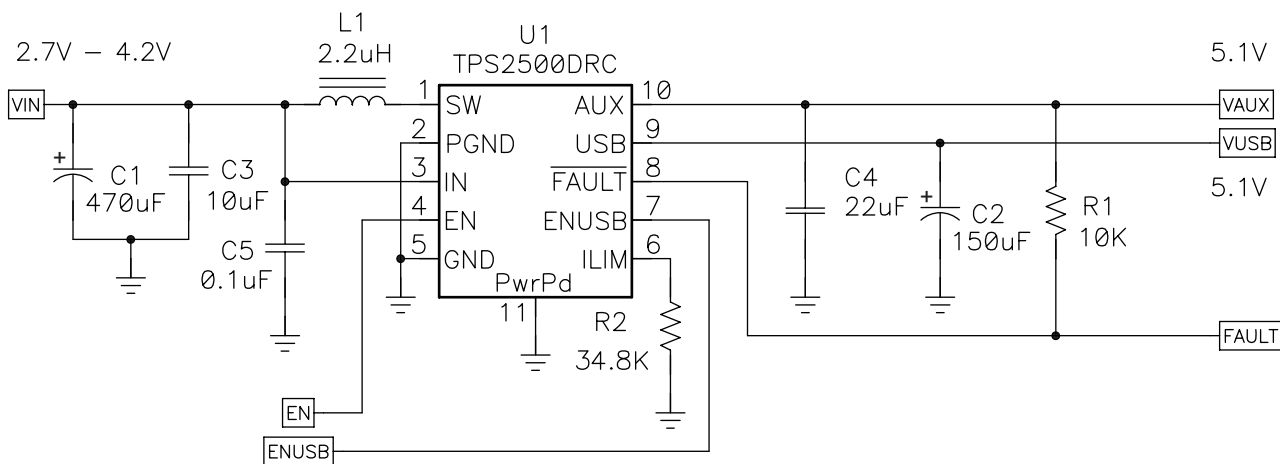 2.7V – 4.2V
VIN
+
C1
470uF
C3
10uF
C5
0.1uF
L1
2.2uH
U1
TPS2500DRC
1
SW
2
PGND
3
IN
4
EN
5
GND
PwrPd
11
10
AUX
9
USB
8
FAULT
7
ENUSB
6
ILIM
R2
34.8K
EN
ENUSB
C4
22uF
+
C2
150uF
R1
10K
5.1V
VAUX
VUSB
5.1V
FAULT